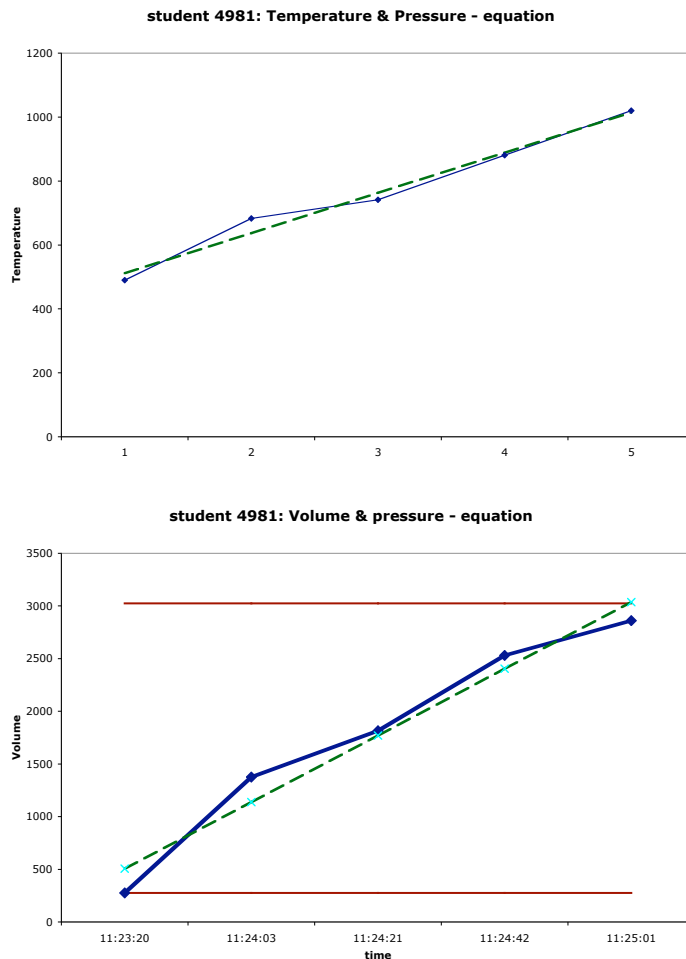 student 4981: Temperature & Pressure - equation
1200
1000
800
600
400
200
0
Temperature
1 2 3 4 5
student 4981: Volume & pressure - equation
3500
3000
2500
2000
1500
1000
500
0
Volume
11:23:20 11:24:03 11:24:21 11:24:42 11:25:01
time